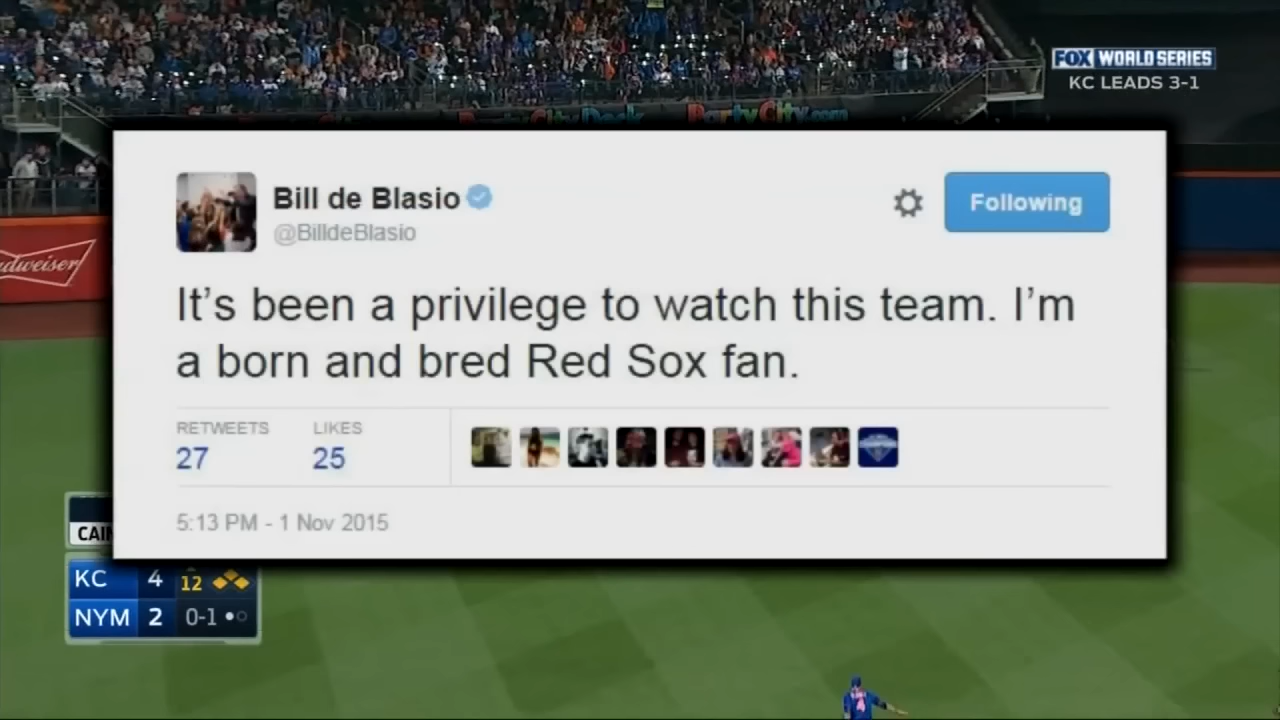 FOX WORLD SERIES
KC LEADS 3-1
PartyCity.com
Bill de Blasio
@BilldeBlasio
Following
It's been a privilege to watch this team. I'm
a born and bred Red Sox fan.
RETWEETS LIKES
27 25
5:13 PM - 1 Nov 2015
KC 4 12
NYM 2 0-1